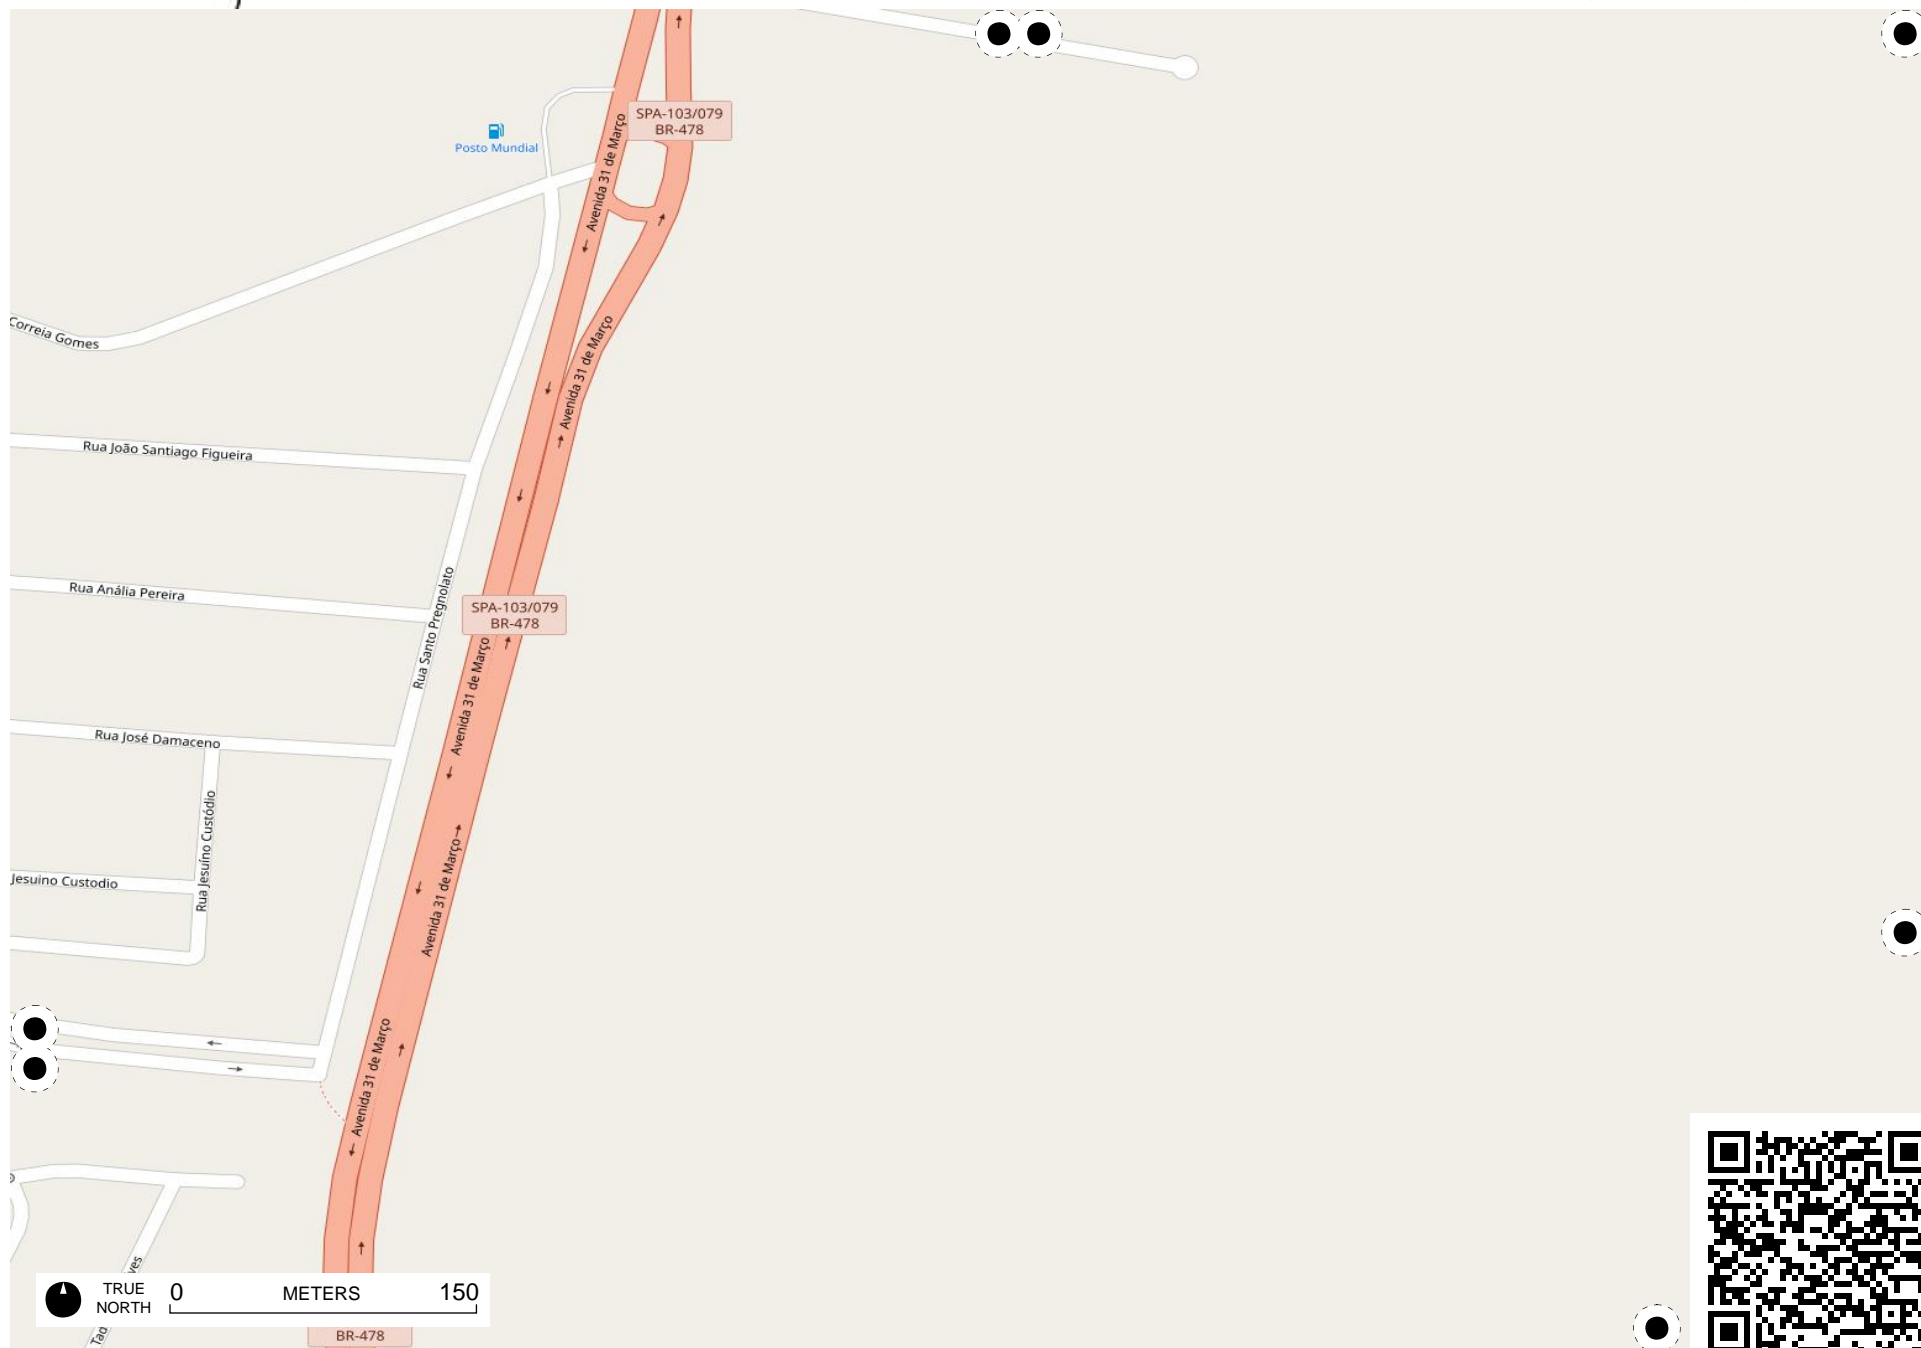 SPA-103/079
BR-478
Avenida 31 de Março
Posto Mundial
Correia Gomes
Avenida 31 de Março
Rua João Santiago Figueira
Rua Anália Pereira
Rua Santo Pregnolato
SPA-103/079
BR-478
Avenida 31 de Março
Rua José Damaceno
Rua Jesuíno Custódio
Avenida 31 de Março
Jesuino Custodio
Avenida 31 de Março
TRUE
NORTH
0
METERS
150
BR-478